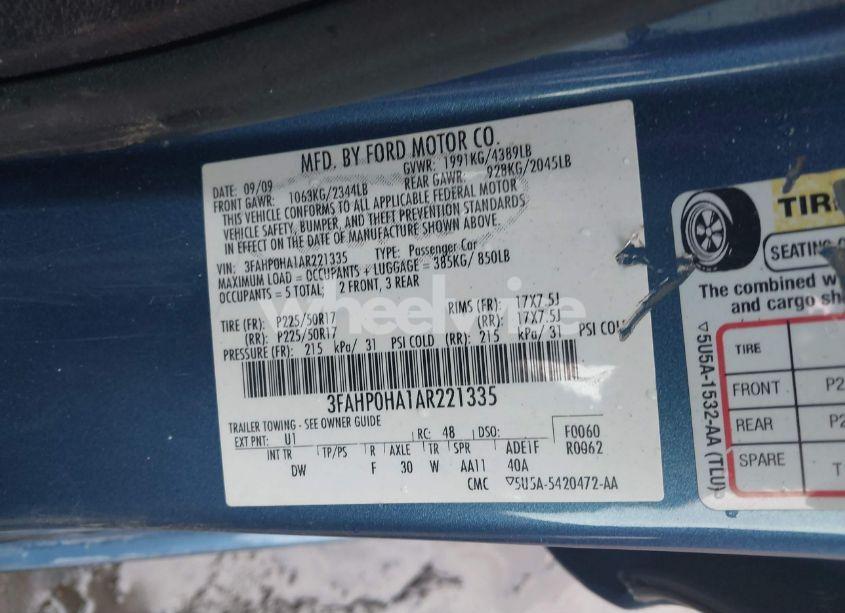 MFD. BY FORD MOTOR CO.
DATE: 09/09 GVWR: 1991KG/4389LB
FRONT GAWR: 1063KG/2344LB REAR GAWR: 929KG/2045LB
THIS VEHICLE CONFORMS TO ALL APPLICABLE FEDERAL MOTOR
VEHICLE SAFETY, BUMPER, AND THEFT PREVENTION STANDARDS
IN EFFECT ON THE DATE OF MANUFACTURE SHOWN ABOVE.
VIN: 3FAHP0HA1AR221335 TYPE: Passenger Car
MAXIMUM LOAD = OCCUPANTS + LUGGAGE = 385KG/ 850LB
OCCUPANTS = 5 TOTAL: 2 FRONT, 3 REAR
TIRE (FR): P225/50R17 RIMS (FR): 17X7.5J
(RR): P225/50R17 (RR): 17X7.5J
PRESSURE (FR): 215 kPa/ 31 PSI COLD (RR): 215 kPa/ 31 PSI COLD
3FAHP0HA1AR221335
TRAILER TOWING - SEE OWNER GUIDE
EXT PNT: U1 RC: 48 DSO: F0060
R0062
INT TR TP/PS R AXLE TR SPR ADEIF
DW F 30 W AA11 40A
CMC ▽5U5A-5420472-AA
wheelwire
TIRE
SEATING
The combined w
and cargo sh
TIRE
FRONT P2
REAR P2
SPARE T
▽5U5A-1532-AA (TLU)